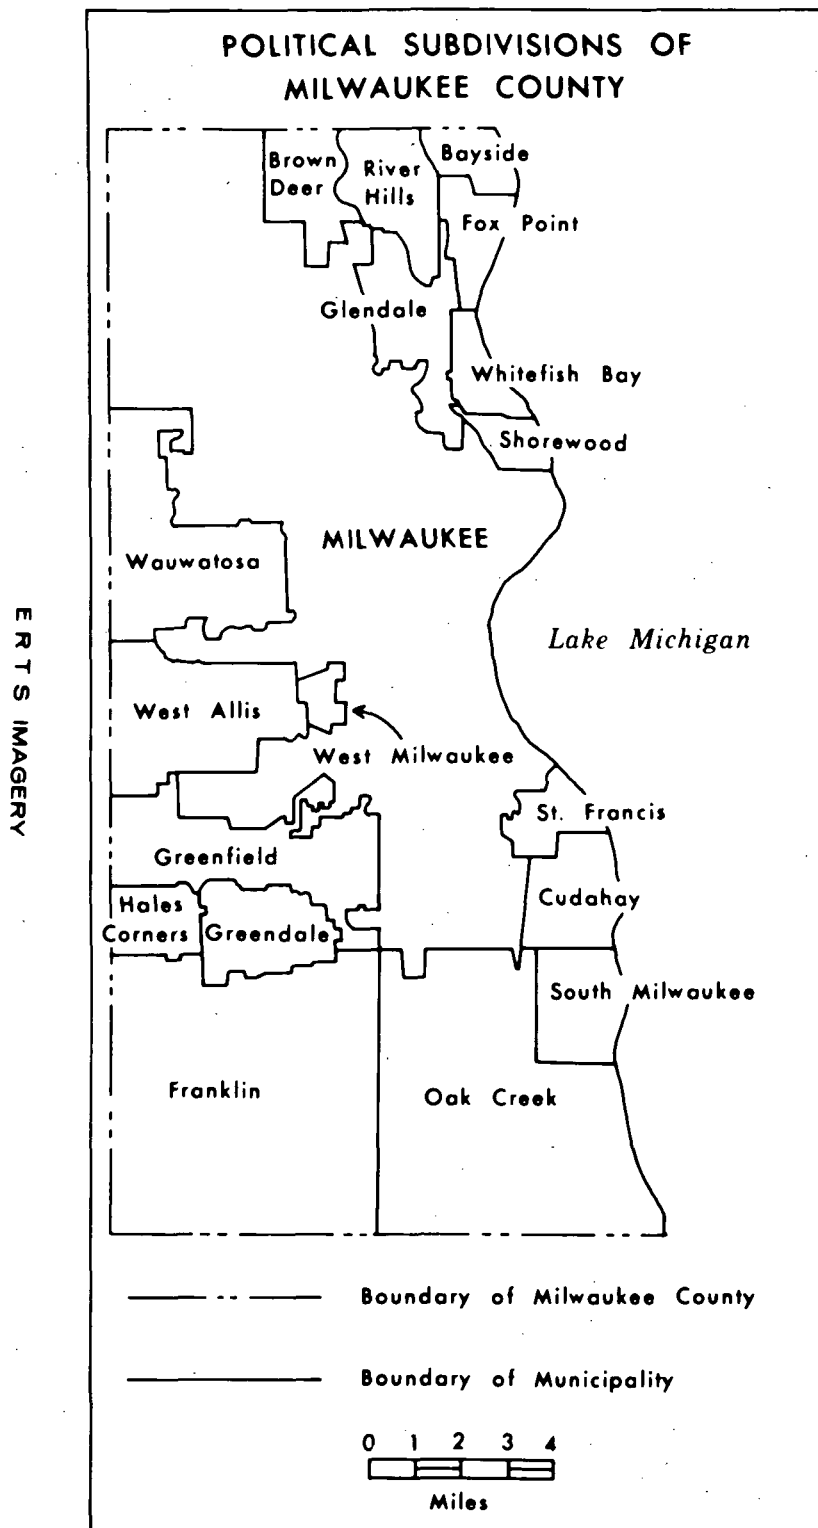 POLITICAL SUBDIVISIONS OF
MILWAUKEE COUNTY
Brown
Deer
River
Hills
Bayside
Fox Point
Glendale
Whitefish Bay
Shorewood
MILWAUKEE
Wauwatosa
Lake Michigan
West Allis
West Milwaukee
St. Francis
Greenfield
Hales
Corners
Greendale
Cudahay
South Milwaukee
Franklin
Oak Creek
Boundary of Milwaukee County
Boundary of Municipality
0 1 2 3 4
Miles
ERTS IMAGERY